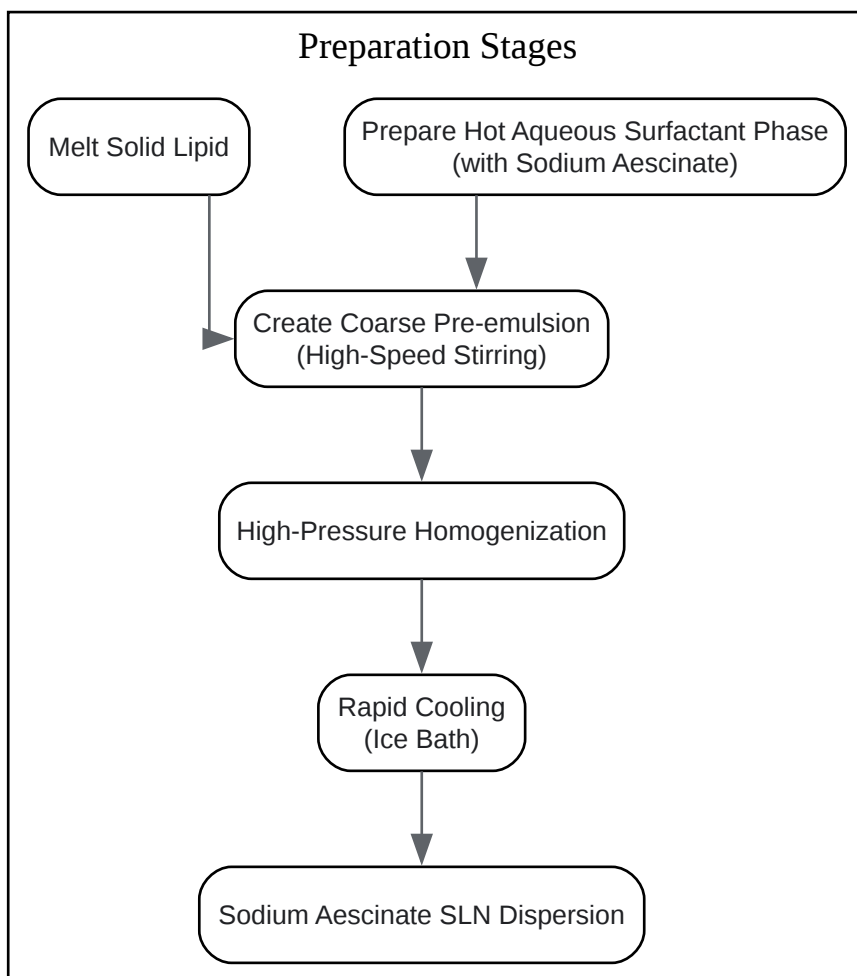 Preparation Stages
Melt Solid Lipid
Prepare Hot Aqueous Surfactant Phase
(with Sodium Aescinate)
Create Coarse Pre-emulsion
(High-Speed Stirring)
High-Pressure Homogenization
Rapid Cooling
(Ice Bath)
Sodium Aescinate SLN Dispersion